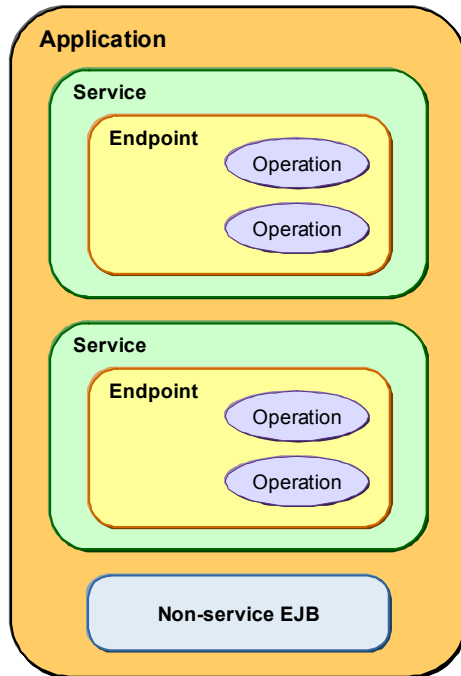 Application
Service
Endpoint
Operation
Operation
Service
Endpoint
Operation
Operation
Non-service EJB